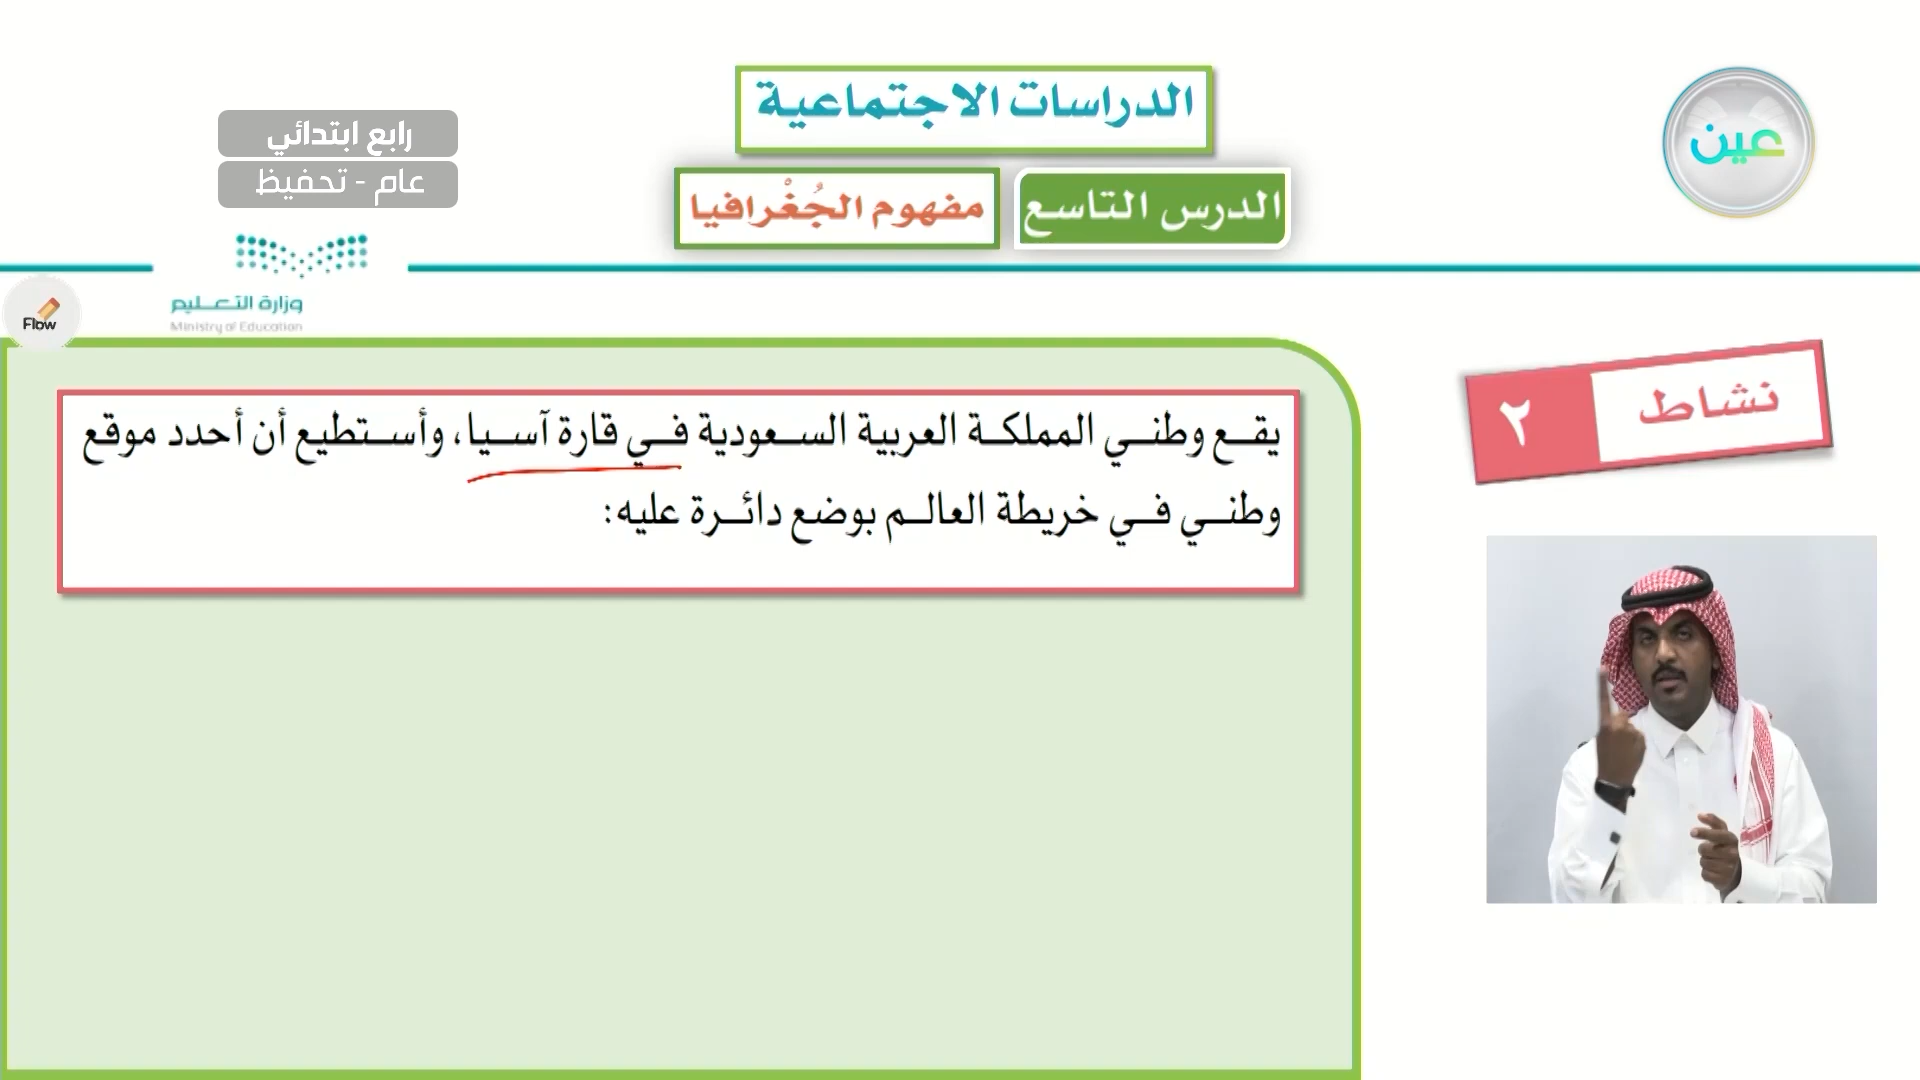 الدراسات الاجتماعية
عين
رابع ابتدائي
عام - تحفيظ
الدرس التاسع
مفهوم الجُغْرافيا
وزارة التعليم
Ministry of Education
Flow
نشاط ٢
يقع وطني المملكة العربية السعودية في قارة آسيا، وأستطيع أن أحدد موقع
وطني في خريطة العالم بوضع دائرة عليه: